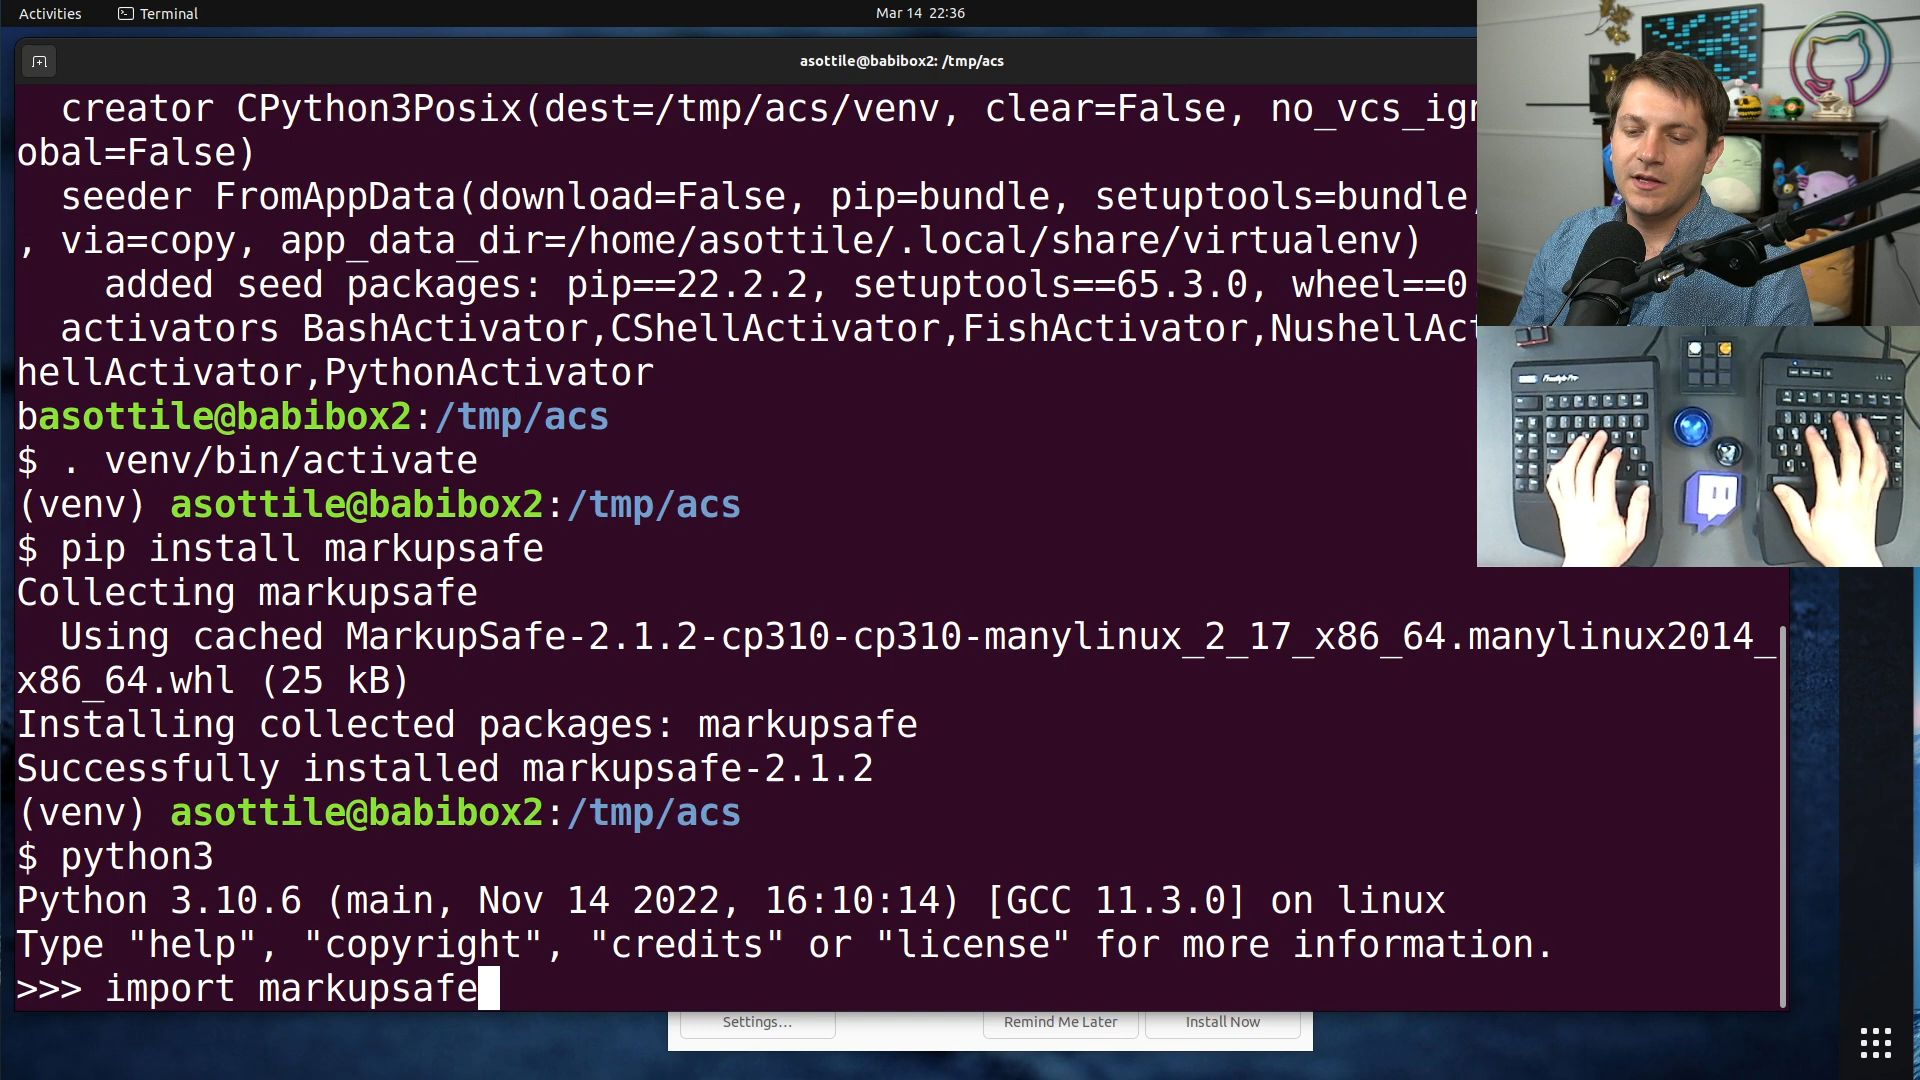 Activities
Terminal
Mar 14 22:36
asottile@babibox2: /tmp/acs
creator CPython3Posix(dest=/tmp/acs/venv, clear=False, no_vcs_ign
obal=False)
seeder FromAppData(download=False, pip=bundle, setuptools=bundle,
, via=copy, app_data_dir=/home/asottile/.local/share/virtualenv)
added seed packages: pip==22.2.2, setuptools==65.3.0, wheel==0
activators BashActivator,CShellActivator,FishActivator,NushellAct
hellActivator,PythonActivator
basottile@babibox2:/tmp/acs
$ . venv/bin/activate
(venv) asottile@babibox2:/tmp/acs
$ pip install markupsafe
Collecting markupsafe
Using cached MarkupSafe-2.1.2-cp310-cp310-manylinux_2_17_x86_64.manylinux2014_
x86_64.whl (25 kB)
Installing collected packages: markupsafe
Successfully installed markupsafe-2.1.2
(venv) asottile@babibox2:/tmp/acs
$ python3
Python 3.10.6 (main, Nov 14 2022, 16:10:14) [GCC 11.3.0] on linux
Type "help", "copyright", "credits" or "license" for more information.
>>> import markupsafe
Settings...
Remind Me Later
Install Now